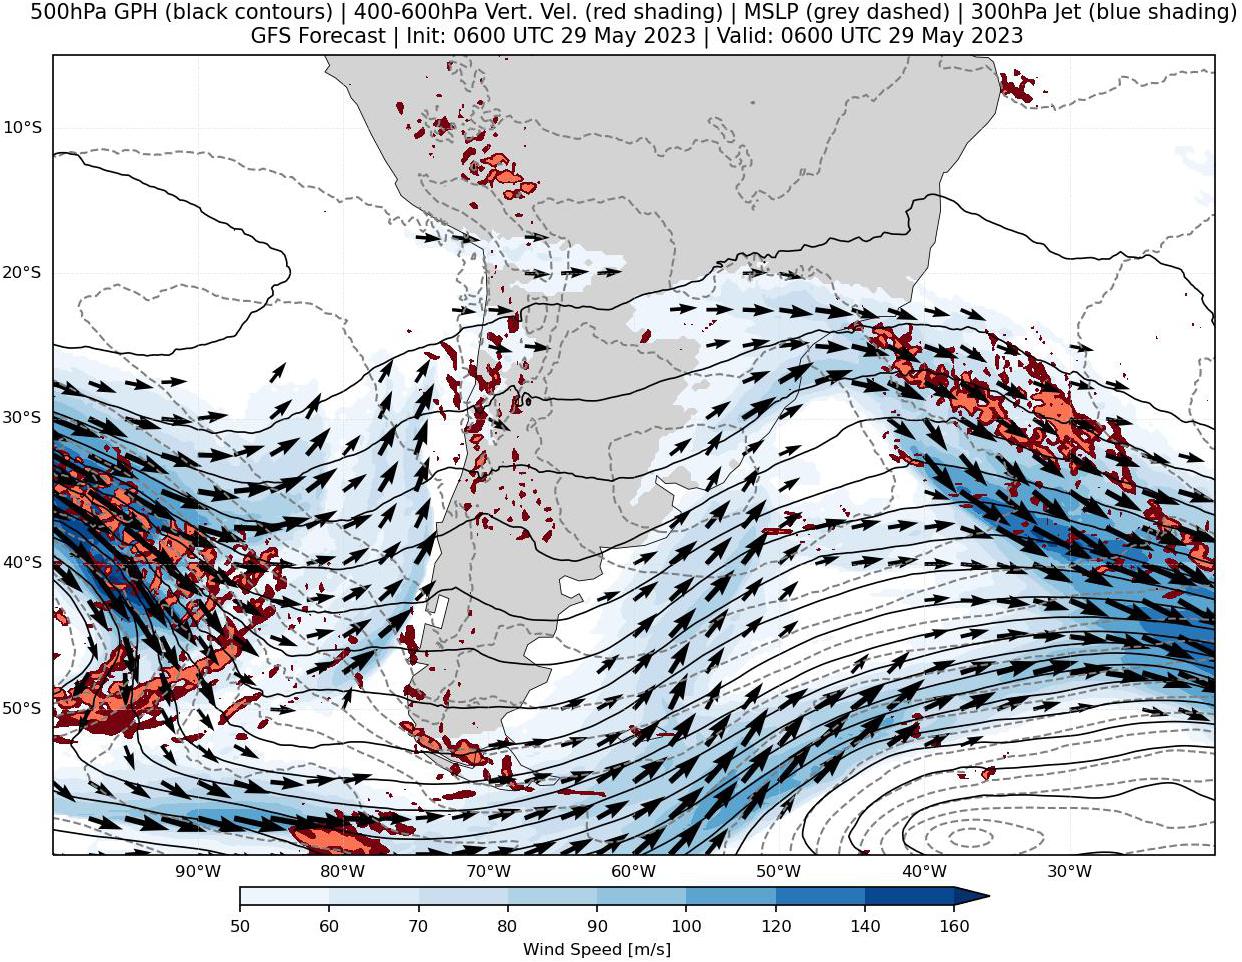 500hPa GPH (black contours) | 400-600hPa Vert. Vel. (red shading) | MSLP (grey dashed) | 300hPa Jet (blue shading)
GFS Forecast | Init: 0600 UTC 29 May 2023 | Valid: 0600 UTC 29 May 2023
10°S
20°S
30°S
40°S
50°S
90°W 80°W 70°W 60°W 50°W 40°W 30°W
50 60 70 80 90 100 120 140 160
Wind Speed [m/s]